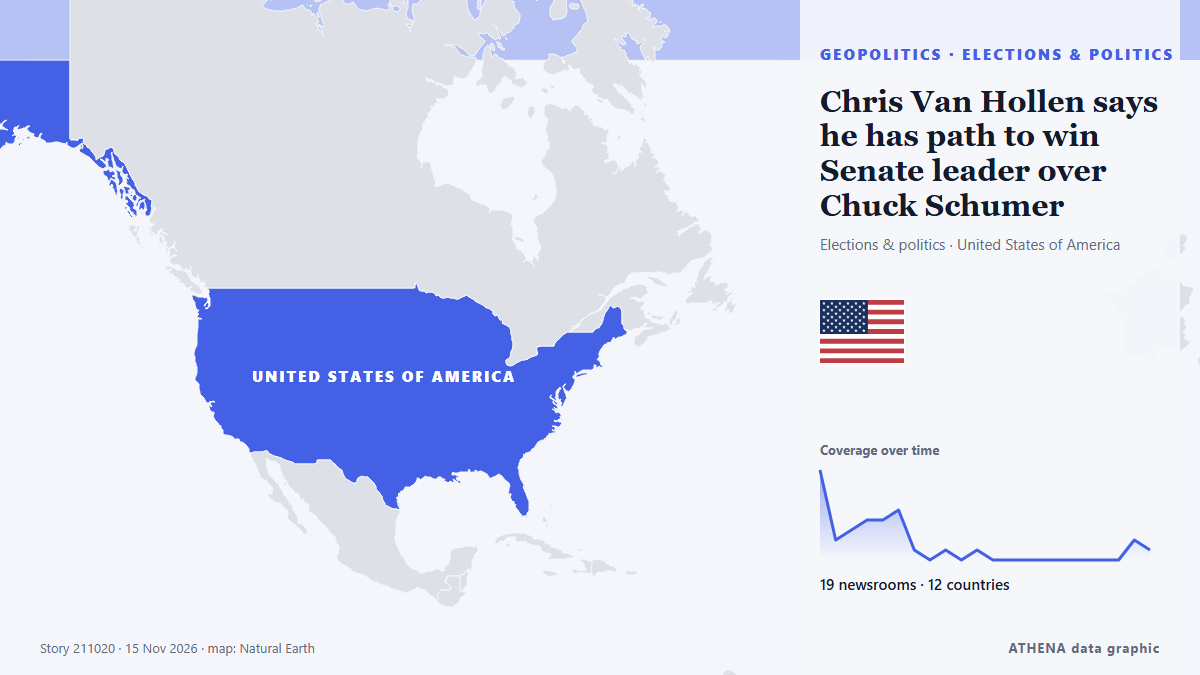 GEOPOLITICS · ELECTIONS & POLITICS
Chris Van Hollen says
he has path to win
Senate leader over
Chuck Schumer
Elections & politics · United States of America
UNITED STATES OF AMERICA
Coverage over time
19 newsrooms · 12 countries
Story 211020 · 15 Nov 2026 · map: Natural Earth
ATHENA data graphic